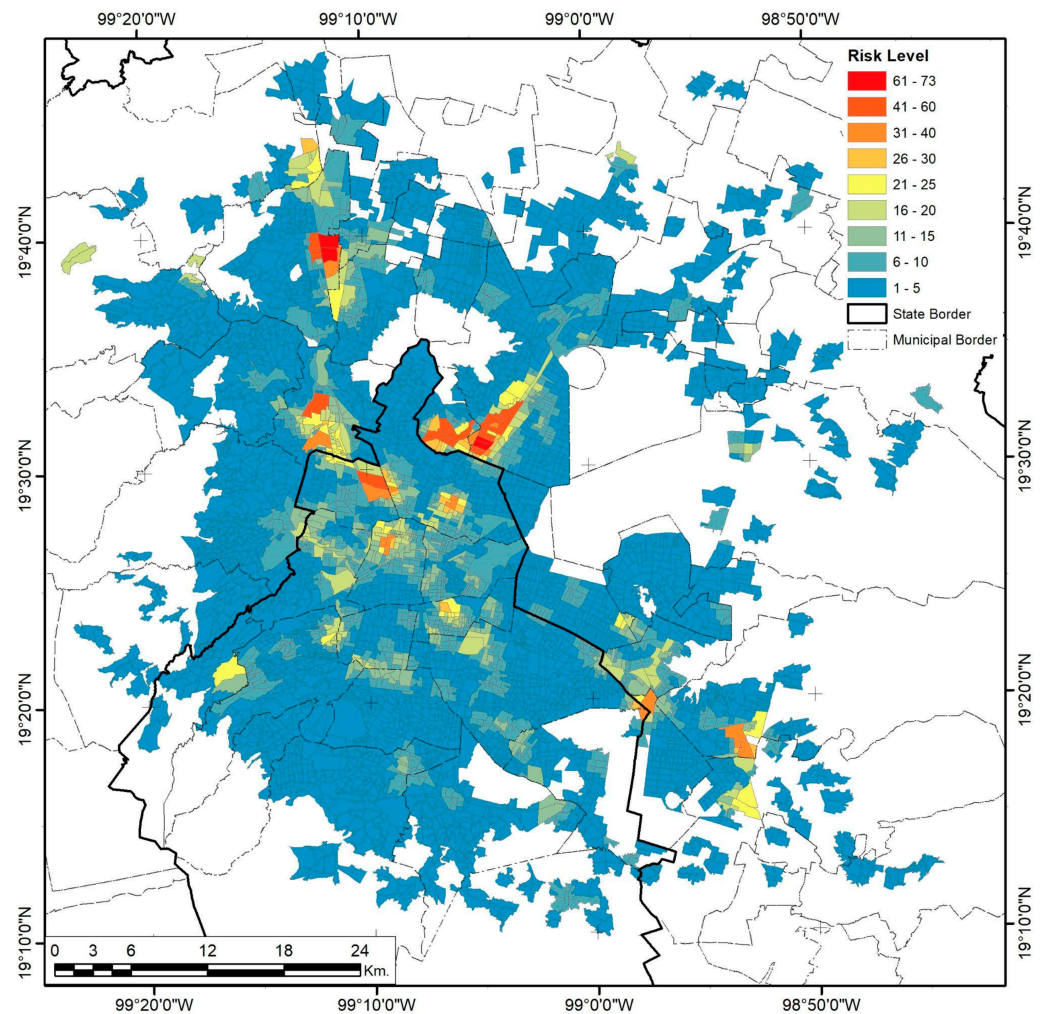 99°20'0"W 99°10'0"W 99°0'0"W 98°50'0"W
Risk Level
61 - 73
41 - 60
31 - 40
26 - 30
21 - 25
16 - 20
11 - 15
6 - 10
1 - 5
State Border
Municipal Border
19°40'0"N 19°40'0"N
19°30'0"N 19°30'0"N
19°20'0"N 19°20'0"N
19°10'0"N 19°10'0"N
0 3 6 12 18 24
Km.
99°20'0"W 99°10'0"W 99°0'0"W 98°50'0"W